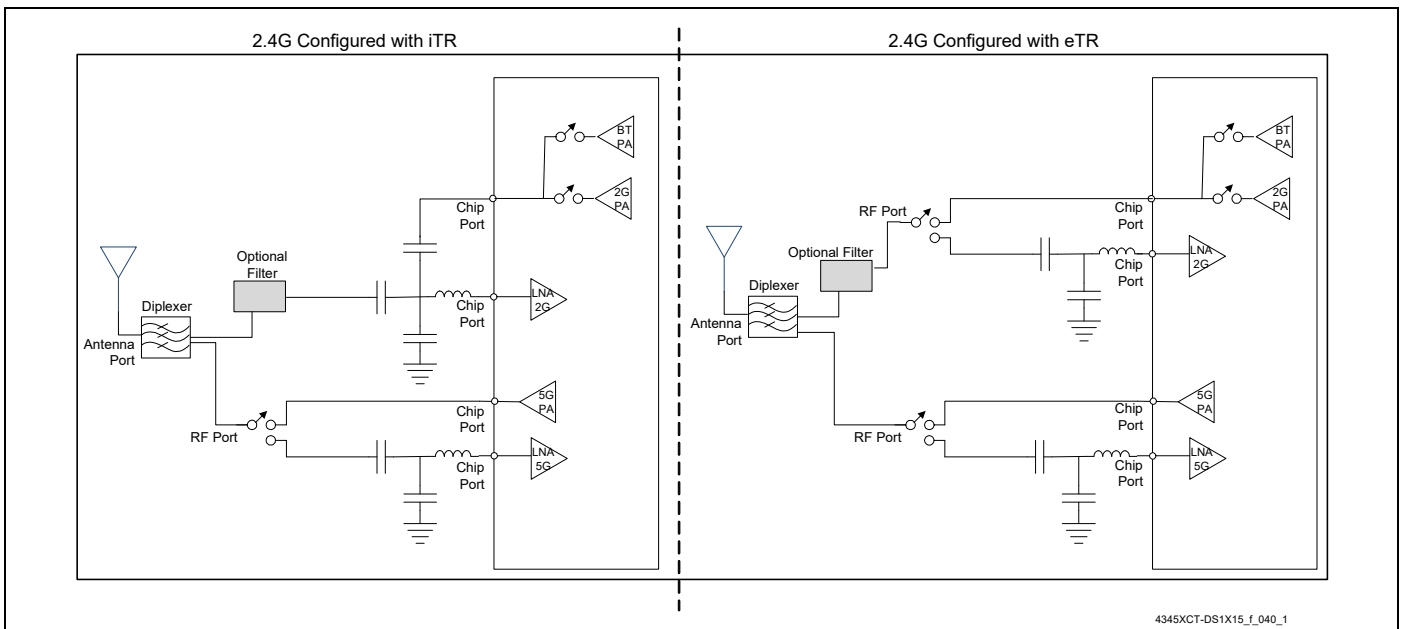 2.4G Configured with iTR
2.4G Configured with eTR
BT
PA
2G
PA
Chip
Port
Optional
Filter
LNA
2G
Chip
Port
Diplexer
Antenna
Port
5G
PA
Chip
Port
RF Port
LNA
5G
Chip
Port
BT
PA
2G
PA
RF Port
Chip
Port
Optional Filter
LNA
2G
Chip
Port
Diplexer
Antenna
Port
5G
PA
Chip
Port
RF Port
LNA
5G
Chip
Port
4345XCT-DS1X15_f_040_1